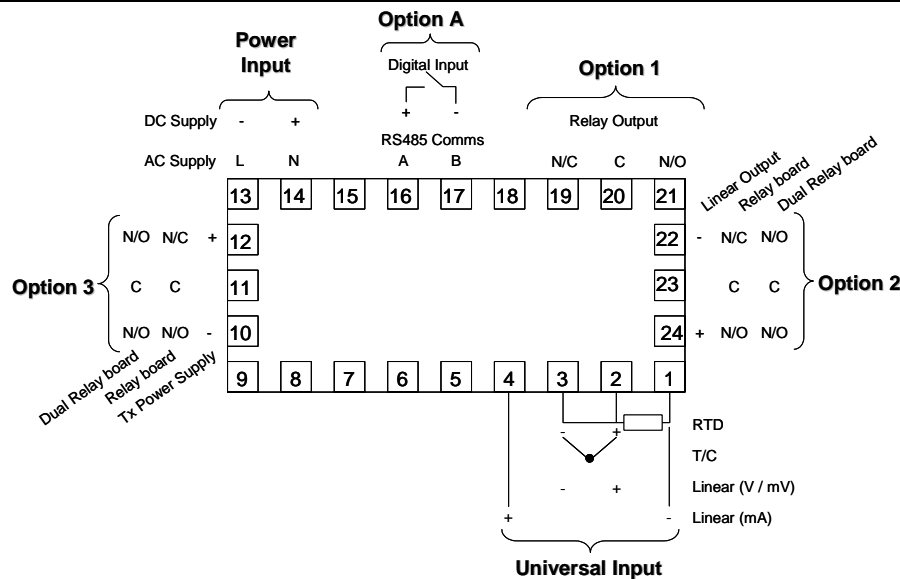 Option A
Power
Input
Digital Input
Option 1
DC Supply - + + - Relay Output
RS485 Comms
AC Supply L N A B N/C C N/O
Linear Output
Relay board
Dual Relay board
13 14 15 16 17 18 19 20 21
N/O N/C + 12 22 - N/C N/O
Option 3 C C 11 23 C C Option 2
N/O N/O - 10 24 + N/O N/O
Dual Relay board
Relay board
Tx Power Supply
9 8 7 6 5 4 3 2 1
RTD
- +
T/C
- + Linear (V / mV)
+ - Linear (mA)
Universal Input